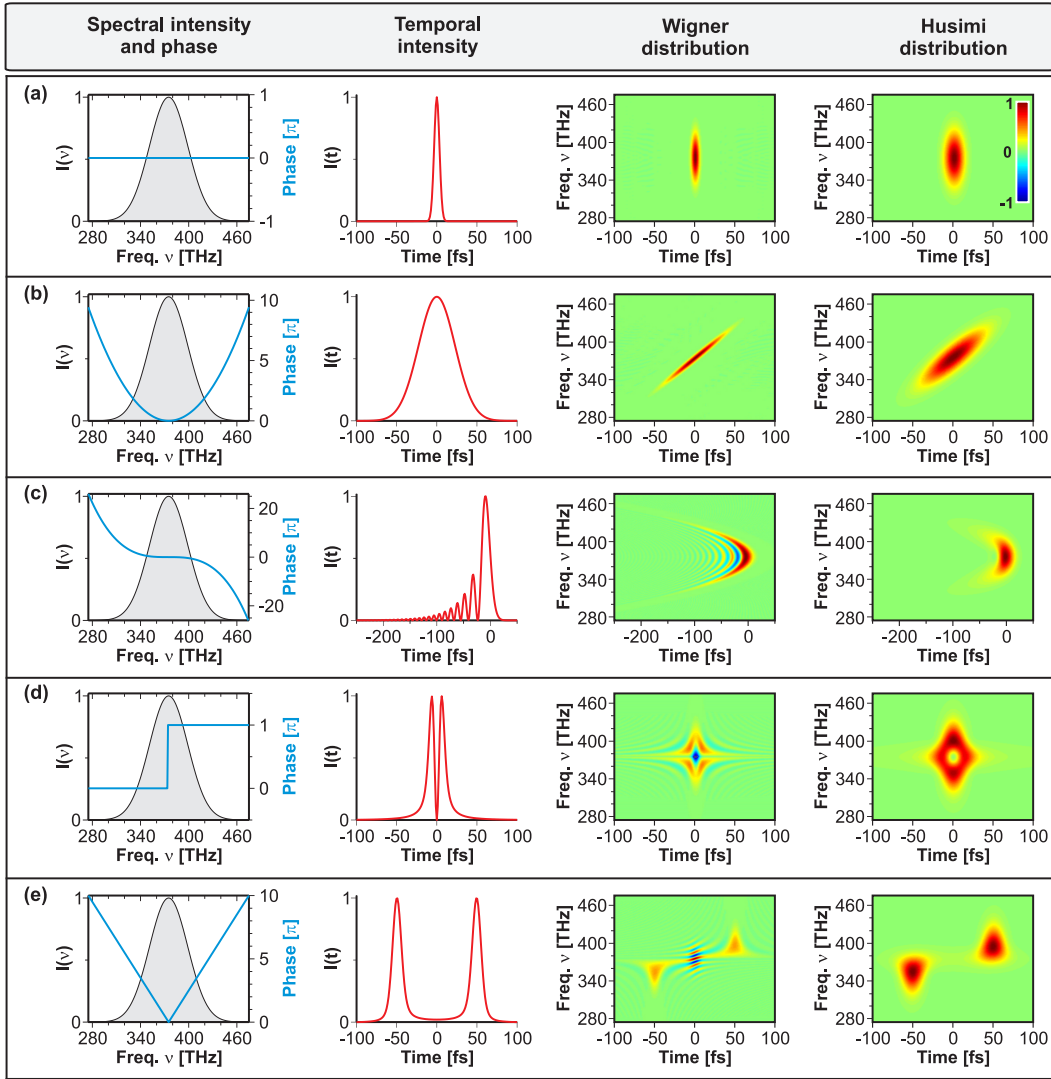 Spectral intensity
and phase
Temporal
intensity
Wigner
distribution
Husimi
distribution
(a)
1
I(ν)
0
280 340 400 460
Freq. ν [THz]
1
0
-1
Phase [π]
1
I(t)
0
-100 -50 0 50 100
Time [fs]
Freq. ν [THz]
460
400
340
280
-100 -50 0 50 100
Time [fs]
Freq. ν [THz]
460
400
340
280
-100 -50 0 50 100
Time [fs]
1
0
-1
(b)
1
I(ν)
0
280 340 400 460
Freq. ν [THz]
10
5
0
Phase [π]
1
I(t)
0
-100 -50 0 50 100
Time [fs]
Freq. ν [THz]
460
400
340
280
-100 -50 0 50 100
Time [fs]
Freq. ν [THz]
460
400
340
280
-100 -50 0 50 100
Time [fs]
(c)
1
I(ν)
0
280 340 400 460
Freq. ν [THz]
20
0
-20
Phase [π]
1
I(t)
0
-200 -100 0
Time [fs]
Freq. ν [THz]
460
400
340
280
-200 -100 0
Time [fs]
Freq. ν [THz]
460
400
340
280
-200 -100 0
Time [fs]
(d)
1
I(ν)
0
280 340 400 460
Freq. ν [THz]
1
0
Phase [π]
1
I(t)
0
-100 -50 0 50 100
Time [fs]
Freq. ν [THz]
460
400
340
280
-100 -50 0 50 100
Time [fs]
Freq. ν [THz]
460
400
340
280
-100 -50 0 50 100
Time [fs]
(e)
1
I(ν)
0
280 340 400 460
Freq. ν [THz]
10
5
0
Phase [π]
1
I(t)
0
-100 -50 0 50 100
Time [fs]
Freq. ν [THz]
460
400
340
280
-100 -50 0 50 100
Time [fs]
Freq. ν [THz]
460
400
340
280
-100 -50 0 50 100
Time [fs]